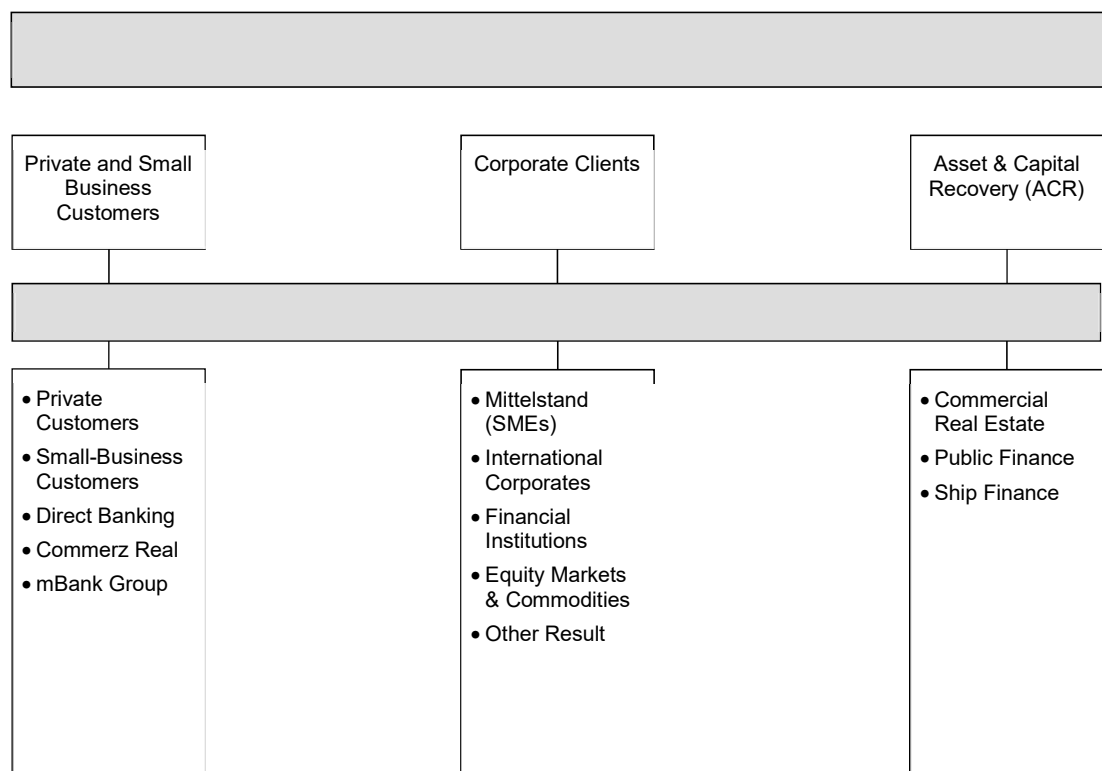 Private and Small
Business
Customers
Corporate Clients
Asset & Capital
Recovery (ACR)
• Private
Customers
• Small-Business
Customers
• Direct Banking
• Commerz Real
• mBank Group
• Mittelstand
(SMEs)
• International
Corporates
• Financial
Institutions
• Equity Markets
& Commodities
• Other Result
• Commercial
Real Estate
• Public Finance
• Ship Finance